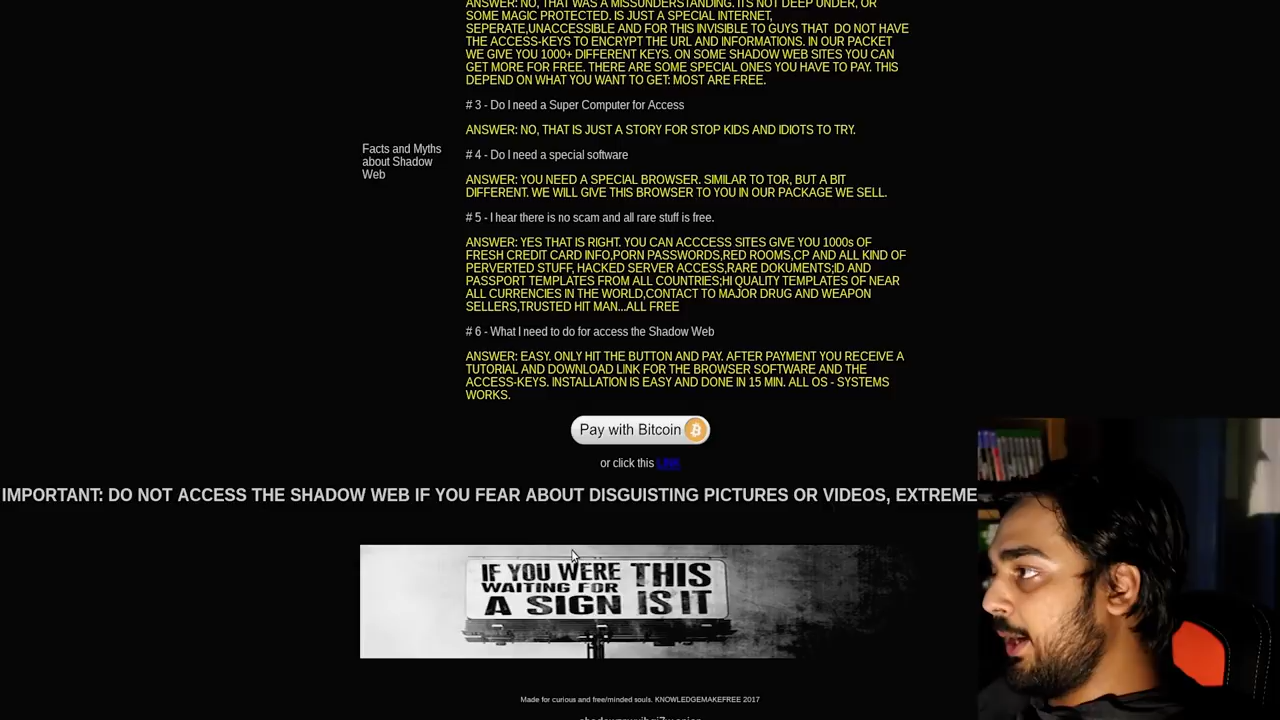 ANSWER: NO, THAT WAS A MISSUNDERSTANDING. ITS NOT DEEP UNDER, OR
SOME MAGIC PROTECTED. IS JUST A SPECIAL INTERNET,
SEPERATE,UNACCESSIBLE AND FOR THIS INVISIBLE TO GUYS THAT DO NOT HAVE
THE ACCESS-KEYS TO ENCRYPT THE URL AND INFORMATIONS. IN OUR PACKET
WE GIVE YOU 1000+ DIFFERENT KEYS. ON SOME SHADOW WEB SITES YOU CAN
GET MORE FOR FREE. THERE ARE SOME SPECIAL ONES YOU HAVE TO PAY. THIS
DEPEND ON WHAT YOU WANT TO GET: MOST ARE FREE.
# 3 - Do I need a Super Computer for Access
ANSWER: NO, THAT IS JUST A STORY FOR STOP KIDS AND IDIOTS TO TRY.
Facts and Myths
about Shadow
Web
# 4 - Do I need a special software
ANSWER: YOU NEED A SPECIAL BROWSER. SIMILAR TO TOR, BUT A BIT
DIFFERENT. WE WILL GIVE THIS BROWSER TO YOU IN OUR PACKAGE WE SELL.
# 5 - I hear there is no scam and all rare stuff is free.
ANSWER: YES THAT IS RIGHT. YOU CAN ACCCESS SITES GIVE YOU 1000s OF
FRESH CREDIT CARD INFO,PORN PASSWORDS,RED ROOMS,CP AND ALL KIND OF
PERVERTED STUFF, HACKED SERVER ACCESS,RARE DOKUMENTS;ID AND
PASSPORT TEMPLATES FROM ALL COUNTRIES;HI QUALITY TEMPLATES OF NEAR
ALL CURRENCIES IN THE WORLD,CONTACT TO MAJOR DRUG AND WEAPON
SELLERS,TRUSTED HIT MAN...ALL FREE
# 6 - What I need to do for access the Shadow Web
ANSWER: EASY. ONLY HIT THE BUTTON AND PAY. AFTER PAYMENT YOU RECEIVE A
TUTORIAL AND DOWNLOAD LINK FOR THE BROWSER SOFTWARE AND THE
ACCESS-KEYS. INSTALLATION IS EASY AND DONE IN 15 MIN. ALL OS - SYSTEMS
WORKS.
Pay with Bitcoin
or click this LINK
IMPORTANT: DO NOT ACCESS THE SHADOW WEB IF YOU FEAR ABOUT DISGUISTING PICTURES OR VIDEOS, EXTREME
IF YOU WERE THIS
WAITING FOR
A SIGN IS IT
Made for curious and free/minded souls. KNOWLEDGEMAKEFREE 2017